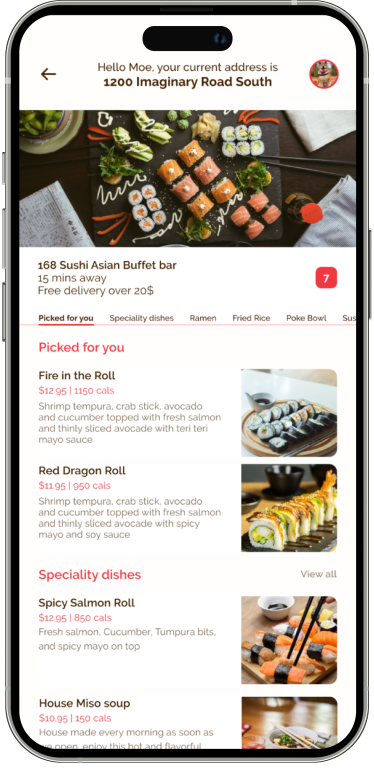 Hello Moe, your current address is
1200 Imaginary Road South
168 Sushi Asian Buffet bar
15 mins away
Free delivery over 20$
7
Picked for you Speciality dishes Ramen Fried Rice Poke Bowl Sus
Picked for you
Fire in the Roll
$12.95 | 1150 cals
Shrimp tempura, crab stick, avocado
and cucumber topped with fresh salmon
and thinly sliced avocado with teri teri
mayo sauce
Red Dragon Roll
$11.95 | 950 cals
Shrimp tempura, crab stick, avocado
and cucumber topped with fresh salmon
and thinly sliced avocado with spicy
mayo and soy sauce
Speciality dishes View all
Spicy Salmon Roll
$12.95 | 850 cals
Fresh salmon, Cucumber, Tumpura bits,
and spicy mayo on top
House Miso soup
$10.95 | 150 cals
House made every morning as soon as
we open, enjoy this hot and flavorful